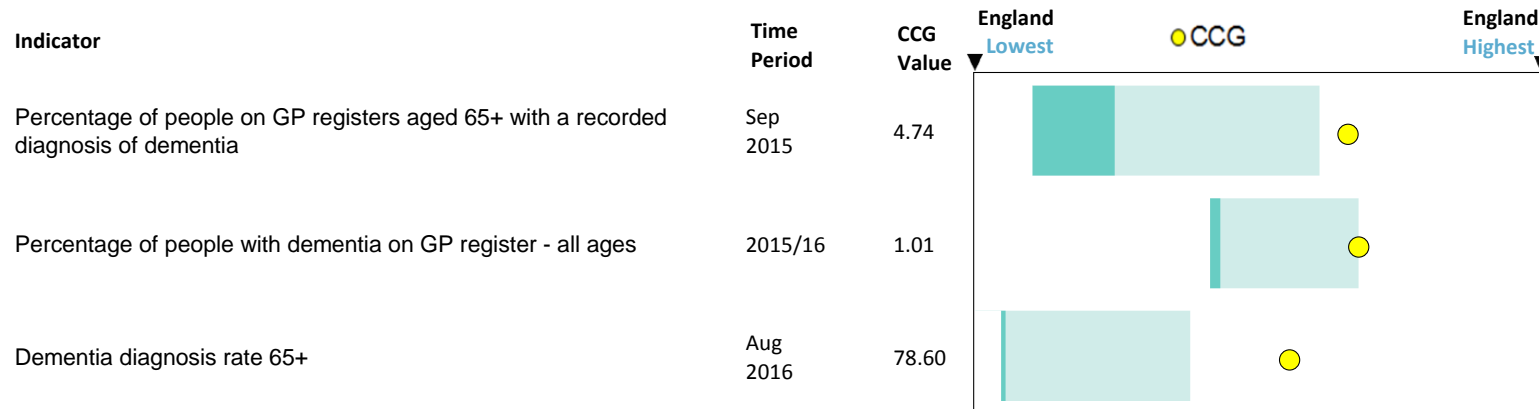 Indicator
Time
Period
CCG
Value
England
Lowest
CCG
England
Highest
Percentage of people on GP registers aged 65+ with a recorded
diagnosis of dementia
Sep
2015
4.74
Percentage of people with dementia on GP register - all ages
2015/16
1.01
Dementia diagnosis rate 65+
Aug
2016
78.60